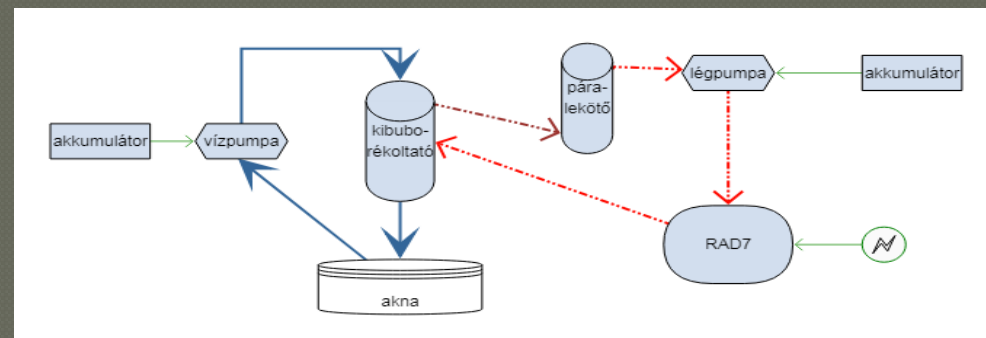 akkumulátor
vízpumpa
kibubo-
rékoltató
pára-
lekötő
légpumpa
akkumulátor
RAD7
akna